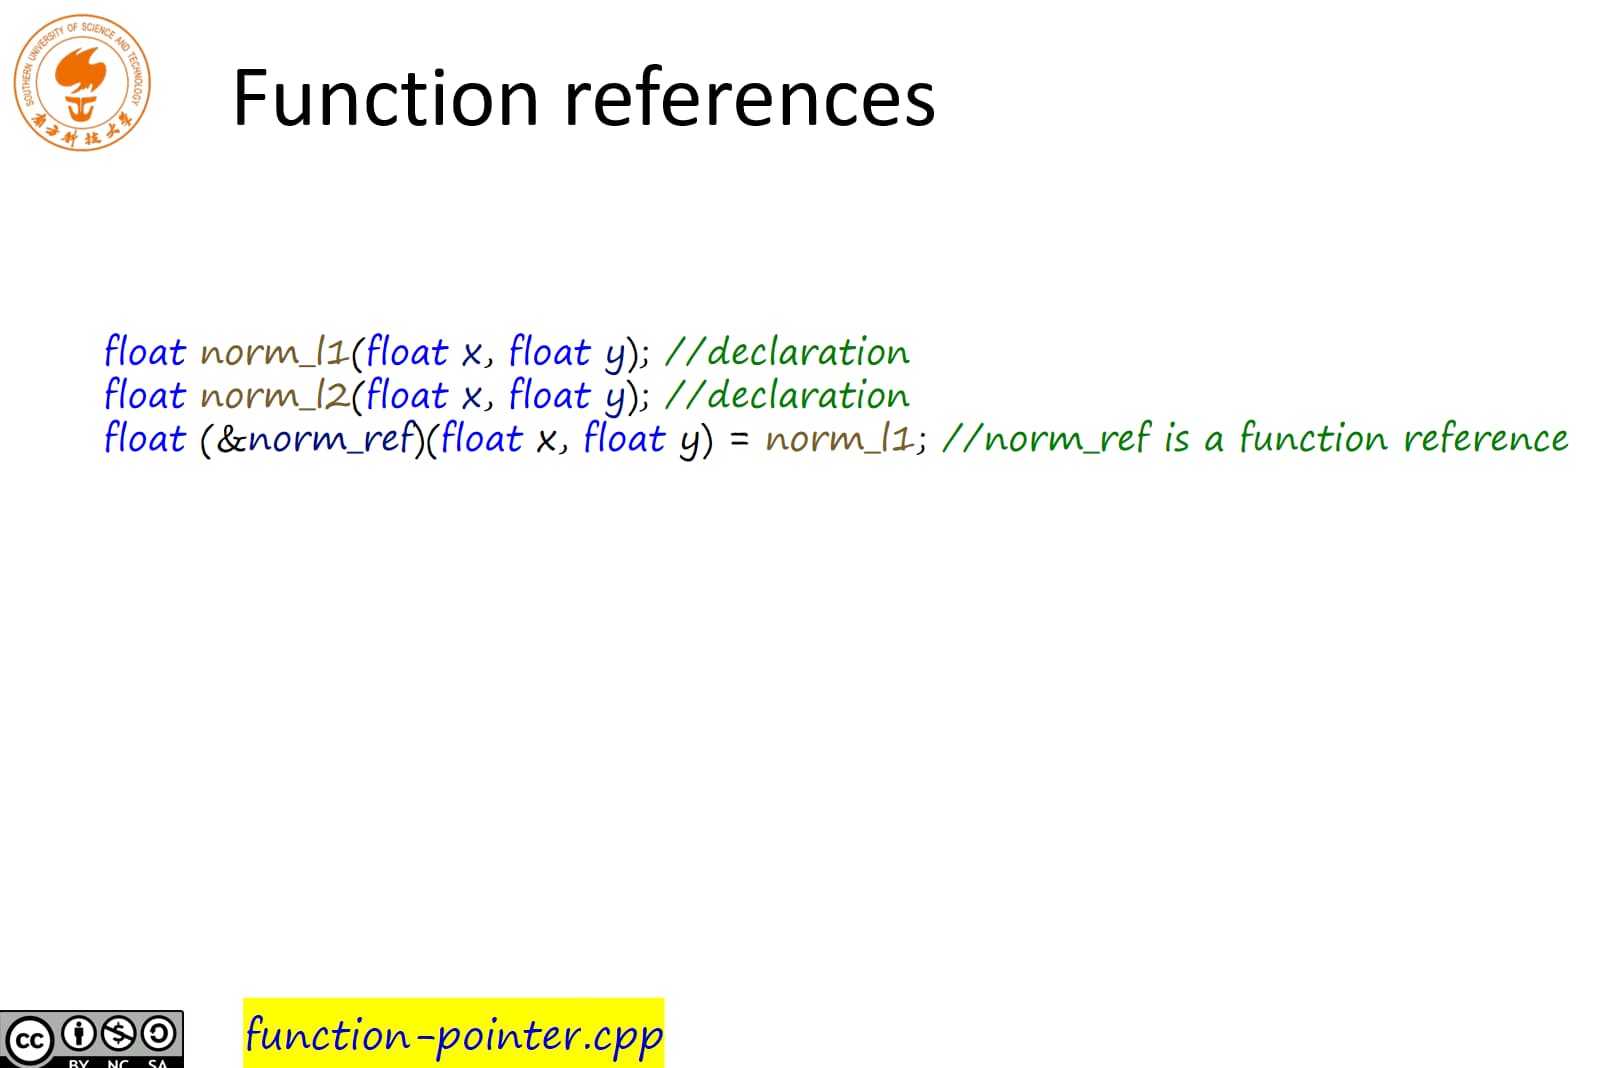 SOUTHERN UNIVERSITY OF SCIENCE AND TECHNOLOGY
南方科技大学
Function references
float norm_l1(float x, float y); //declaration
float norm_l2(float x, float y); //declaration
float (&norm_ref)(float x, float y) = norm_l1; //norm_ref is a function reference
function-pointer.cpp
cc
BY NC SA